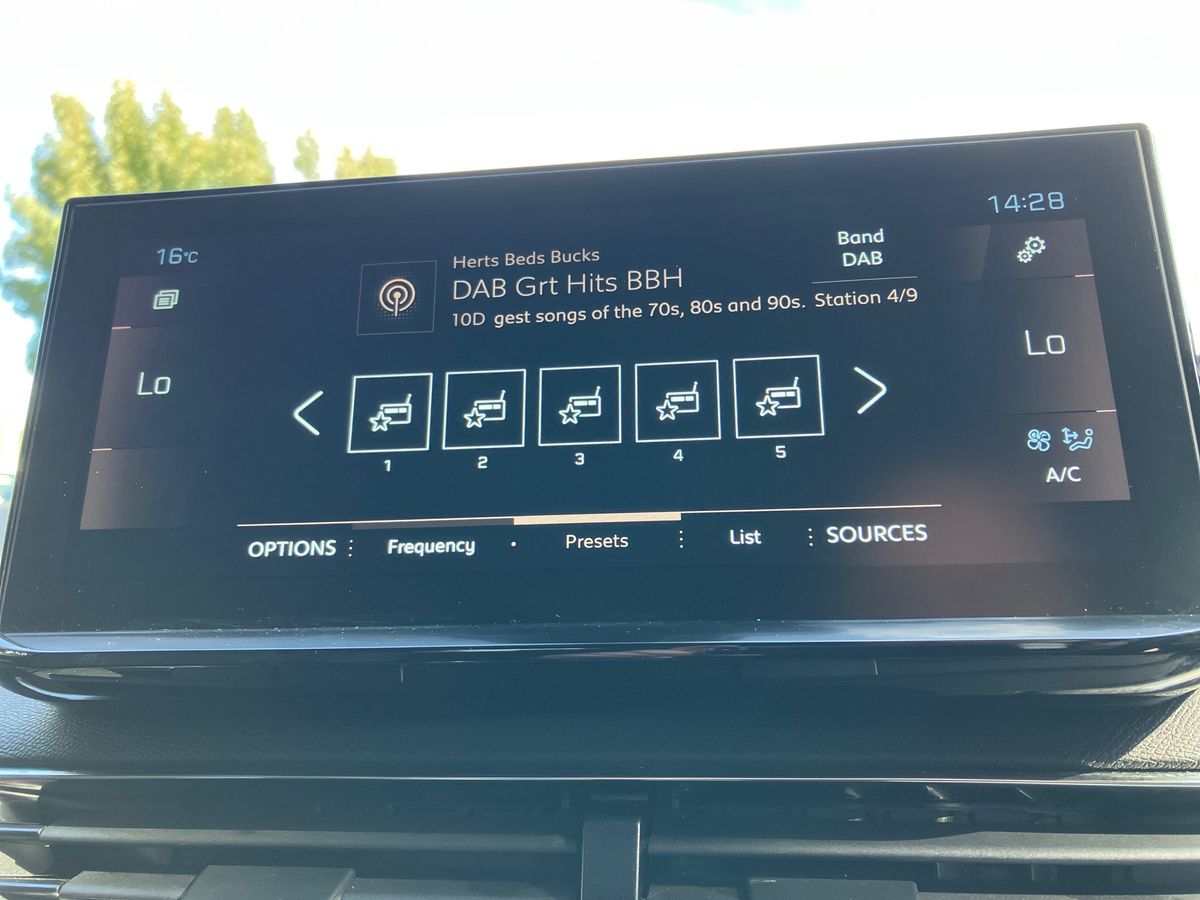 14:28
16°C
Herts Beds Bucks
DAB Grt Hits BBH
10D gest songs of the 70s, 80s and 90s.
Band
DAB
Station 4/9
Lo
Lo
1 2 3 4 5
A/C
OPTIONS Frequency Presets List SOURCES